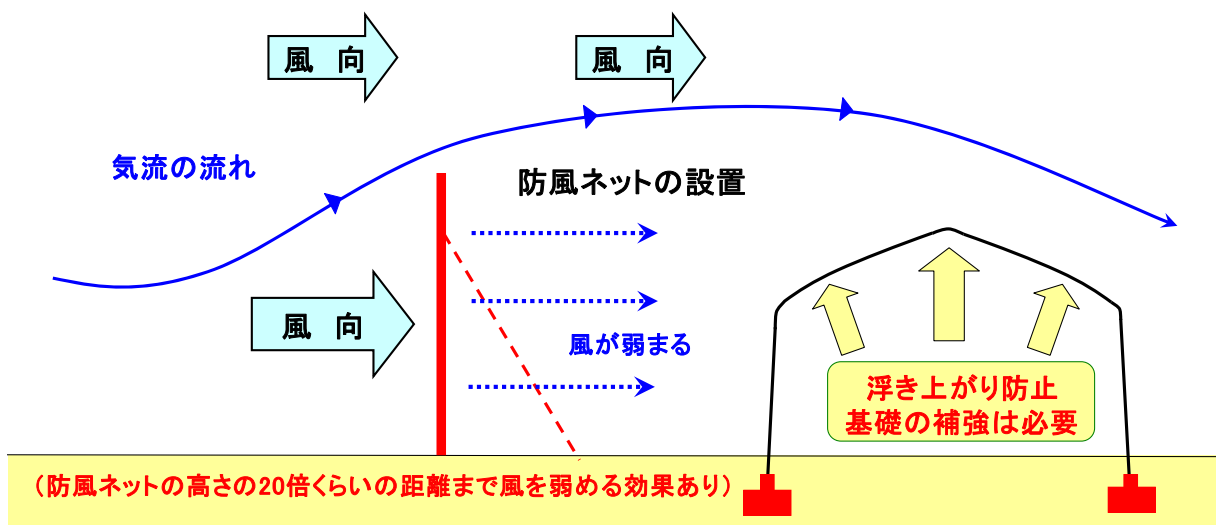 風　向
風　向
気流の流れ
防風ネットの設置
風　向
風が弱まる
浮き上がり防止
基礎の補強は必要
（防風ネットの高さの20倍くらいの距離まで風を弱める効果あり）